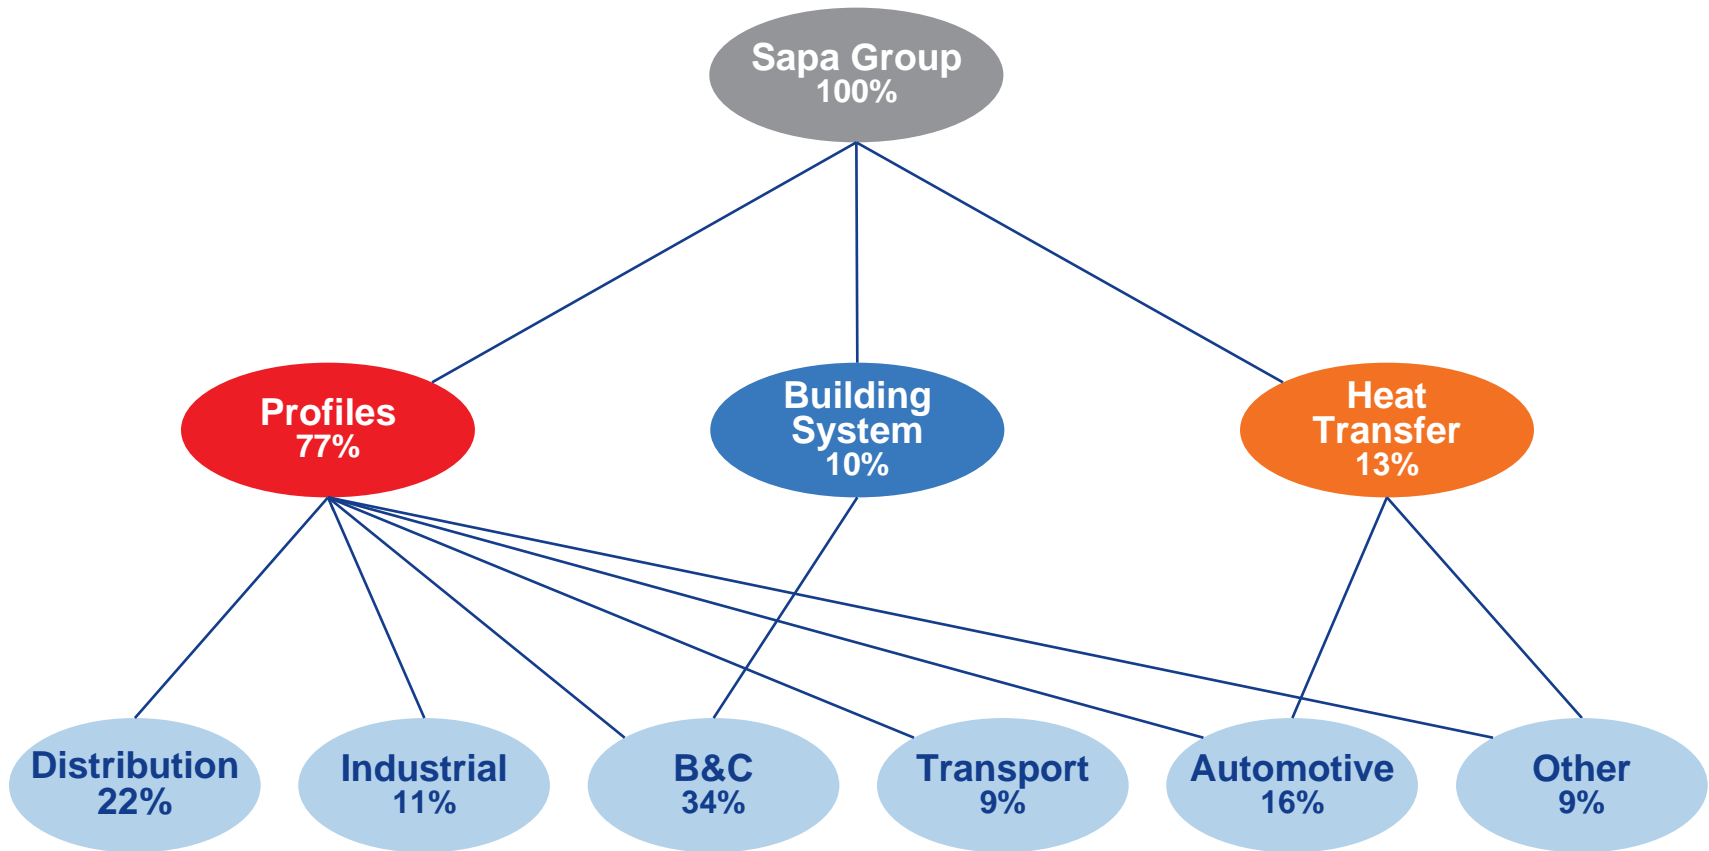 Sapa Group
100%
Profiles
77%
Building
System
10%
Heat
Transfer
13%
Distribution
22%
Industrial
11%
B&C
34%
Transport
9%
Automotive
16%
Other
9%